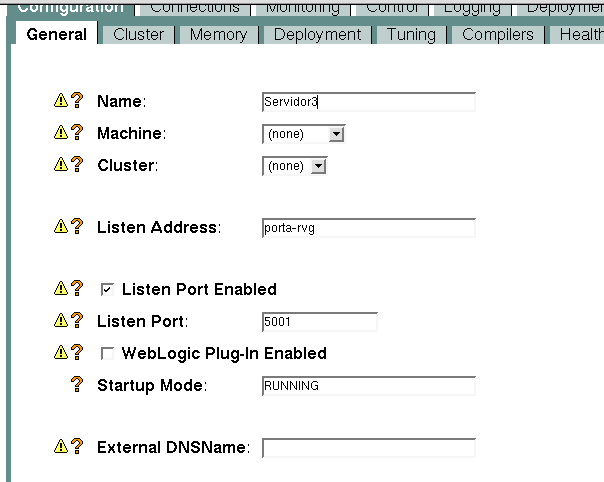 Configuration Connections Monitoring Control Logging Deployme
General Cluster Memory Deployment Tuning Compilers Health
Name: Servidor3
Machine: (none)
Cluster: (none)
Listen Address: porta-rvg
Listen Port Enabled
Listen Port: 5001
WebLogic Plug-In Enabled
Startup Mode: RUNNING
External DNSName: